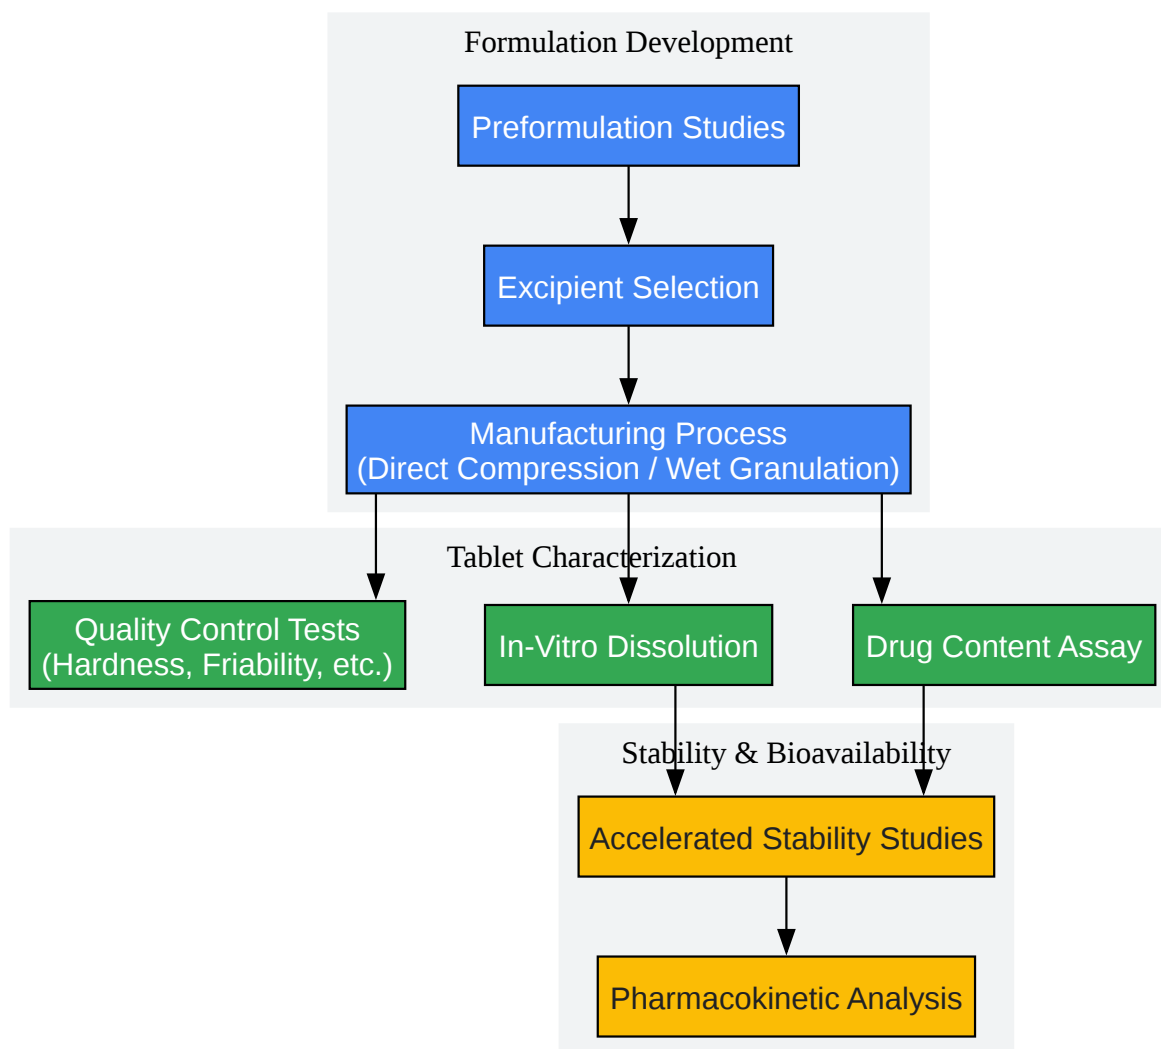 Formulation Development
Preformulation Studies
Excipient Selection
Manufacturing Process
(Direct Compression / Wet Granulation)
Tablet Characterization
Quality Control Tests
(Hardness, Friability, etc.)
In-Vitro Dissolution
Drug Content Assay
Stability & Bioavailability
Accelerated Stability Studies
Pharmacokinetic Analysis